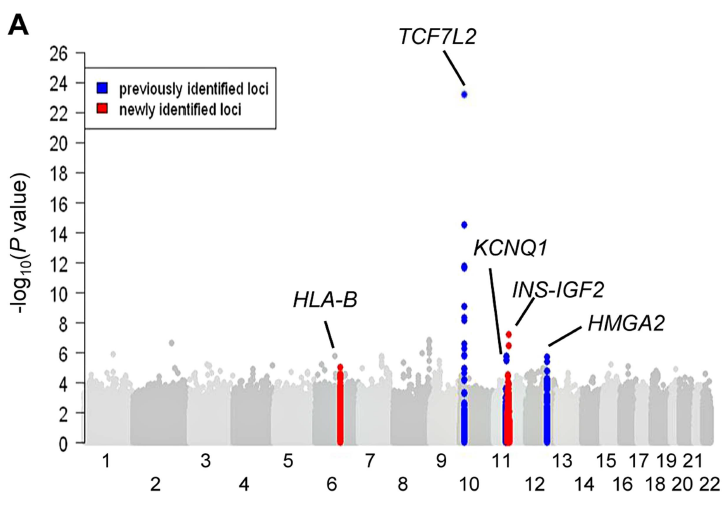 A
TCF7L2
26
24
22
20
18
16
14
12
10
8
6
4
2
0
-log10(P value)
previously identified loci
newly identified loci
KCNQ1
INS-IGF2
HLA-B
HMGA2
1 3 5 7 9 11 13 15 17 19 21
2 4 6 8 10 12 14 16 18 20 22